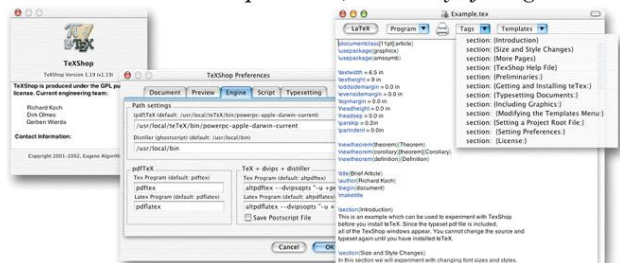 TeXShop
TeXShop Version 1.19 (v1.19)
TeXShop is produced under the GPL pu
license. Current engineering team:
Richard Koch
Dirk Olmes
Gerben Wierda
Contact Information:
Copyright 2001-2002, Eugene Algorith
TeXShop Preferences
Document Preview Engine Script Typesetting
Path settings
(pdf)TeX (default: /usr/local/teTeX/bin/powerpc-apple-darwin-current)
/usr/local/teTeX/bin/powerpc-apple-darwin-current
Distiller (ghostscript) (default: /usr/local/bin)
/usr/local/bin
pdfTeX
Tex Program (default: pdftex)
pdftex
Latex Program (default: pdflatex)
pdflatex
TeX + dvips + distiller
Tex Program (default: altpdftex)
altpdftex --dvipsopts "-u +p
Latex Program (default: altpdflatex)
altpdflatex --dvipsopts "-u +
Save Postscript File
Cancel OK
Example.tex
LaTeX Program Tags Templates
section: (Introduction)
section: (Size and Style Changes)
section: (More Pages)
section: (TexShop Help File)
section: (Preliminaries:)
section: (Getting and Installing teTex:)
section: (Typesetting Documents:)
section: (Including Graphics:)
section: (Modifying the Templates Menu:)
section: (Setting a Project Root File:)
section: (Setting Preferences:)
section: (License:)
\documentclass[11pt]{article}
\usepackage{graphicx}
\usepackage{amssymb}
\textwidth = 6.5 in
\textheight = 9 in
\oddsidemargin = 0.0 in
\evensidemargin = 0.0 in
\topmargin = 0.0 in
\headheight = 0.0 in
\headsep = 0.0 in
\parskip = 0.2in
\parindent = 0.0in
\newtheorem{theorem}{Theorem}
\newtheorem{corollary}[theorem]{Corollary}
\newtheorem{definition}{Definition}
\title{Brief Article}
\author{Richard Koch}
\begin{document}
\maketitle
\section{Introduction}
This is an example which can be used to experiment with TexShop
before you install teTeX. Since the typeset pdf file is included,
all of the TexShop windows appear. You cannot change the source and
typeset again until you have installed teTeX.
\section{Size and Style Changes}
In this section we will experiment with changing font sizes and styles.